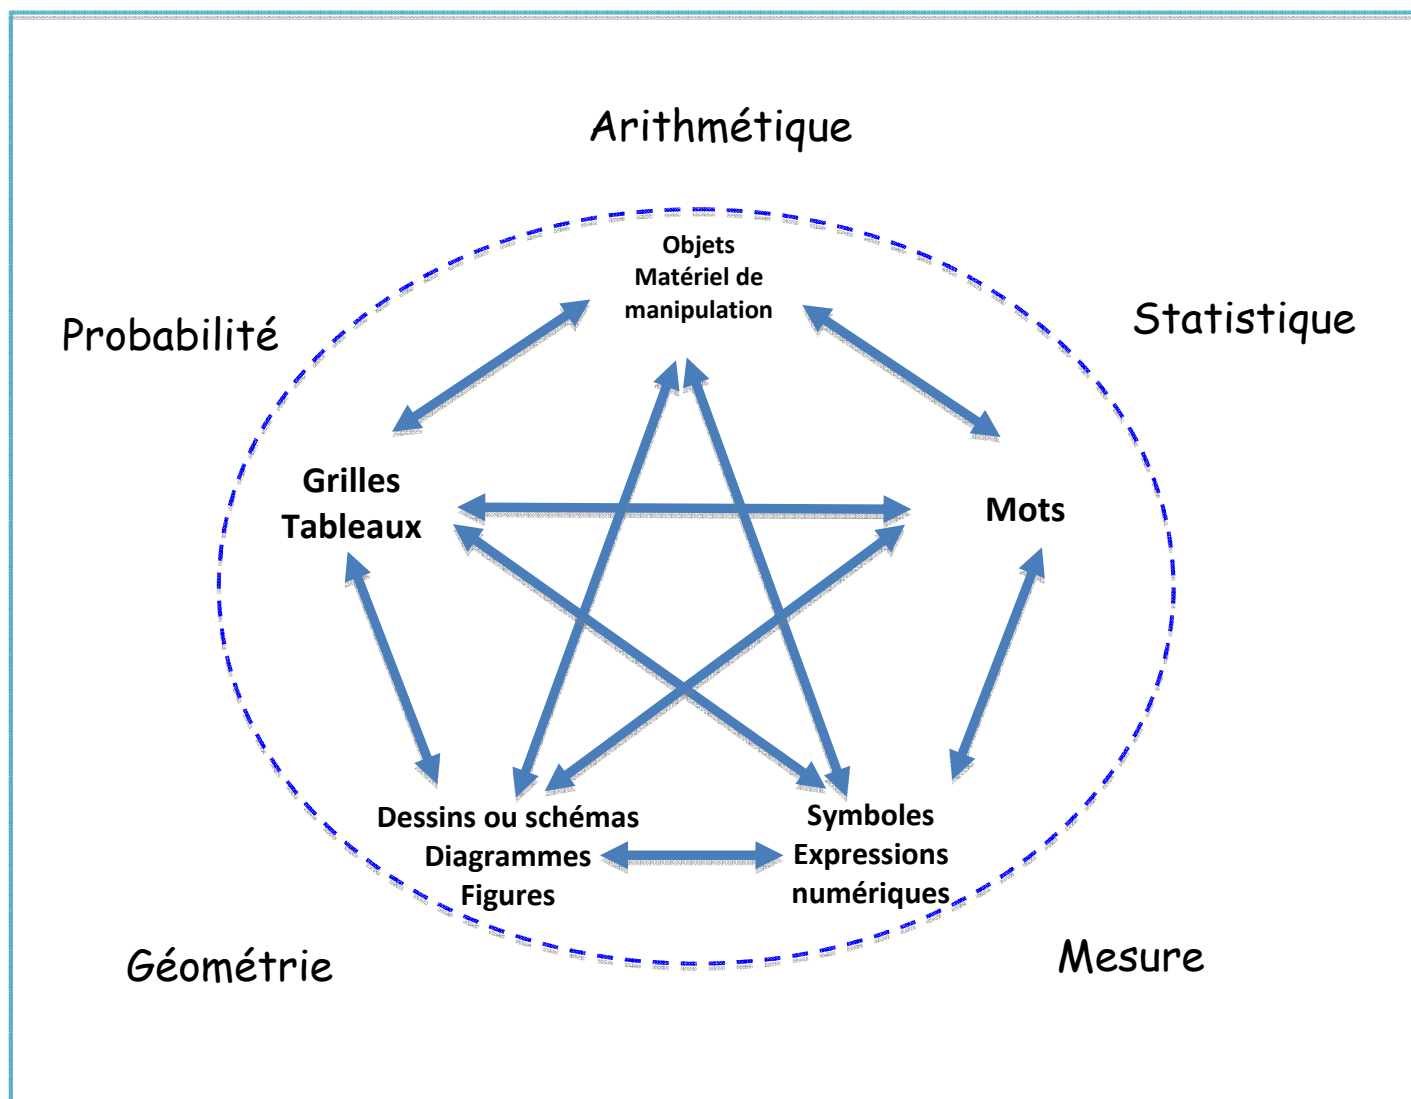 Arithmétique
Objets
Matériel de
manipulation
Probabilité
Statistique
Grilles
Tableaux
Mots
Dessins ou schémas
Diagrammes
Figures
Symboles
Expressions
numériques
Géométrie
Mesure